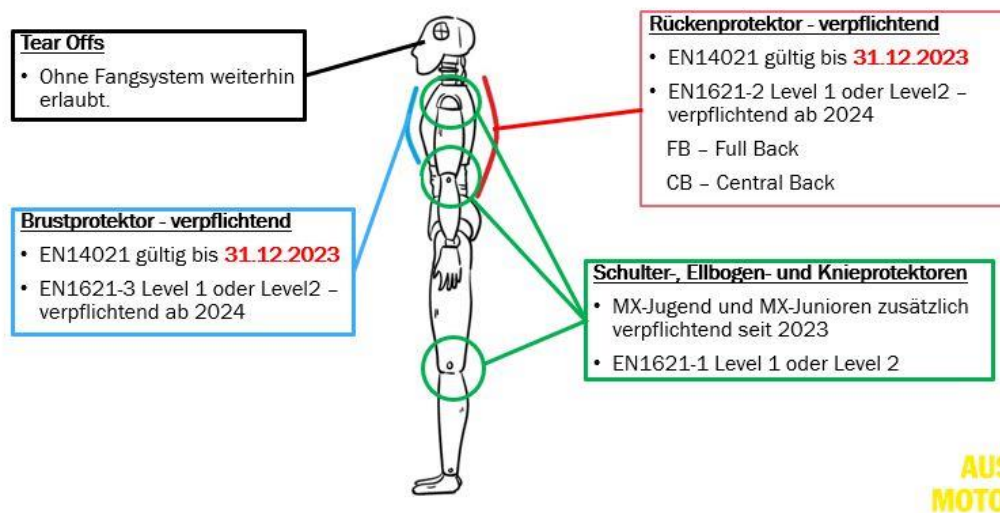 Tear Offs
• Ohne Fangsystem weiterhin
erlaubt.
Rückenprotektor - verpflichtend
• EN14021 gültig bis 31.12.2023
• EN1621-2 Level 1 oder Level2 –
verpflichtend ab 2024
FB – Full Back
CB – Central Back
Brustprotektor - verpflichtend
• EN14021 gültig bis 31.12.2023
• EN1621-3 Level 1 oder Level2 –
verpflichtend ab 2024
Schulter-, Ellbogen- und Knieprotektoren
• MX-Jugend und MX-Junioren zusätzlich
verpflichtend seit 2023
• EN1621-1 Level 1 oder Level 2